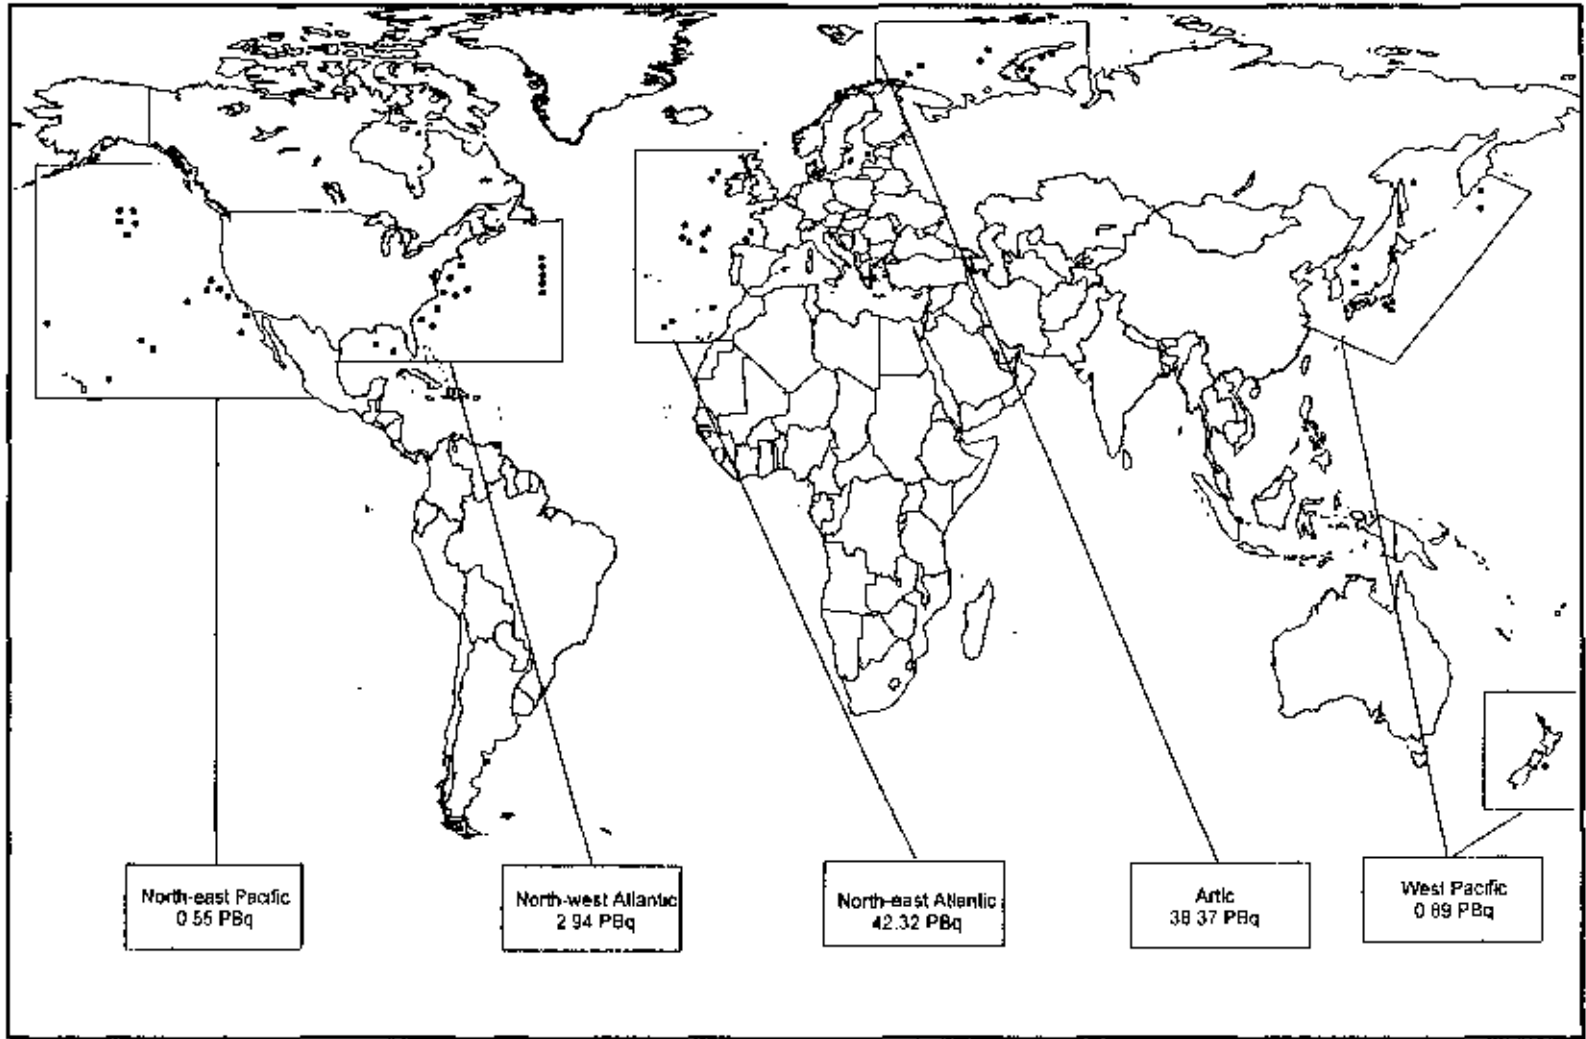 North-east Pacific
0.55 PBq
North-west Atlantic
2.94 PBq
North-east Atlantic
42.32 PBq
Artic
38 37 PBq
West Pacific
0 89 PBq